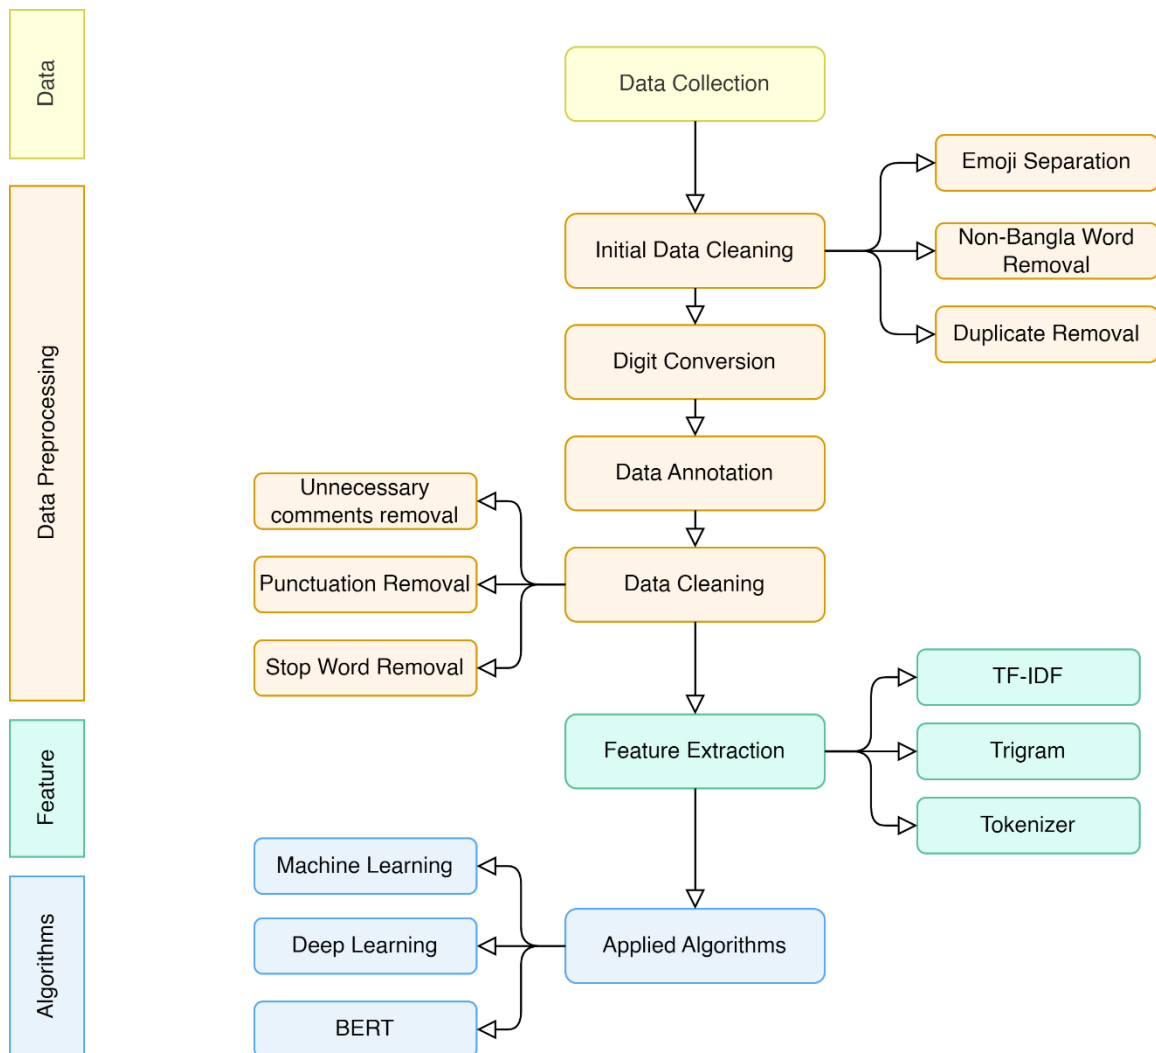 Data
Data Collection
Emoji Separation
Initial Data Cleaning
Non-Bangla Word
Removal
Duplicate Removal
Digit Conversion
Data Preprocessing
Data Annotation
Unnecessary
comments removal
Punctuation Removal
Data Cleaning
Stop Word Removal
TF-IDF
Feature
Feature Extraction
Trigram
Tokenizer
Machine Learning
Algorithms
Deep Learning
Applied Algorithms
BERT